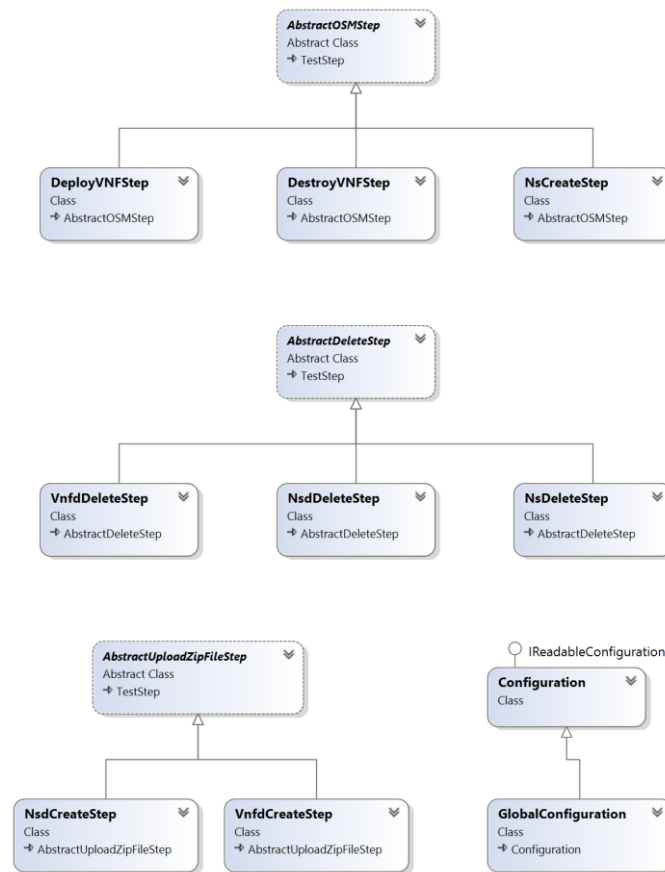 AbstractOSMStep
Abstract Class
TestStep
DeployVNFStep
Class
AbstractOSMStep
DestroyVNFStep
Class
AbstractOSMStep
NsCreateStep
Class
AbstractOSMStep
AbstractDeleteStep
Abstract Class
TestStep
VnfdDeleteStep
Class
AbstractDeleteStep
NsdDeleteStep
Class
AbstractDeleteStep
NsDeleteStep
Class
AbstractDeleteStep
AbstractUploadZipFileStep
Abstract Class
TestStep
IReadableConfiguration
Configuration
Class
NsdCreateStep
Class
AbstractUploadZipFileStep
VnfdCreateStep
Class
AbstractUploadZipFileStep
GlobalConfiguration
Class
Configuration